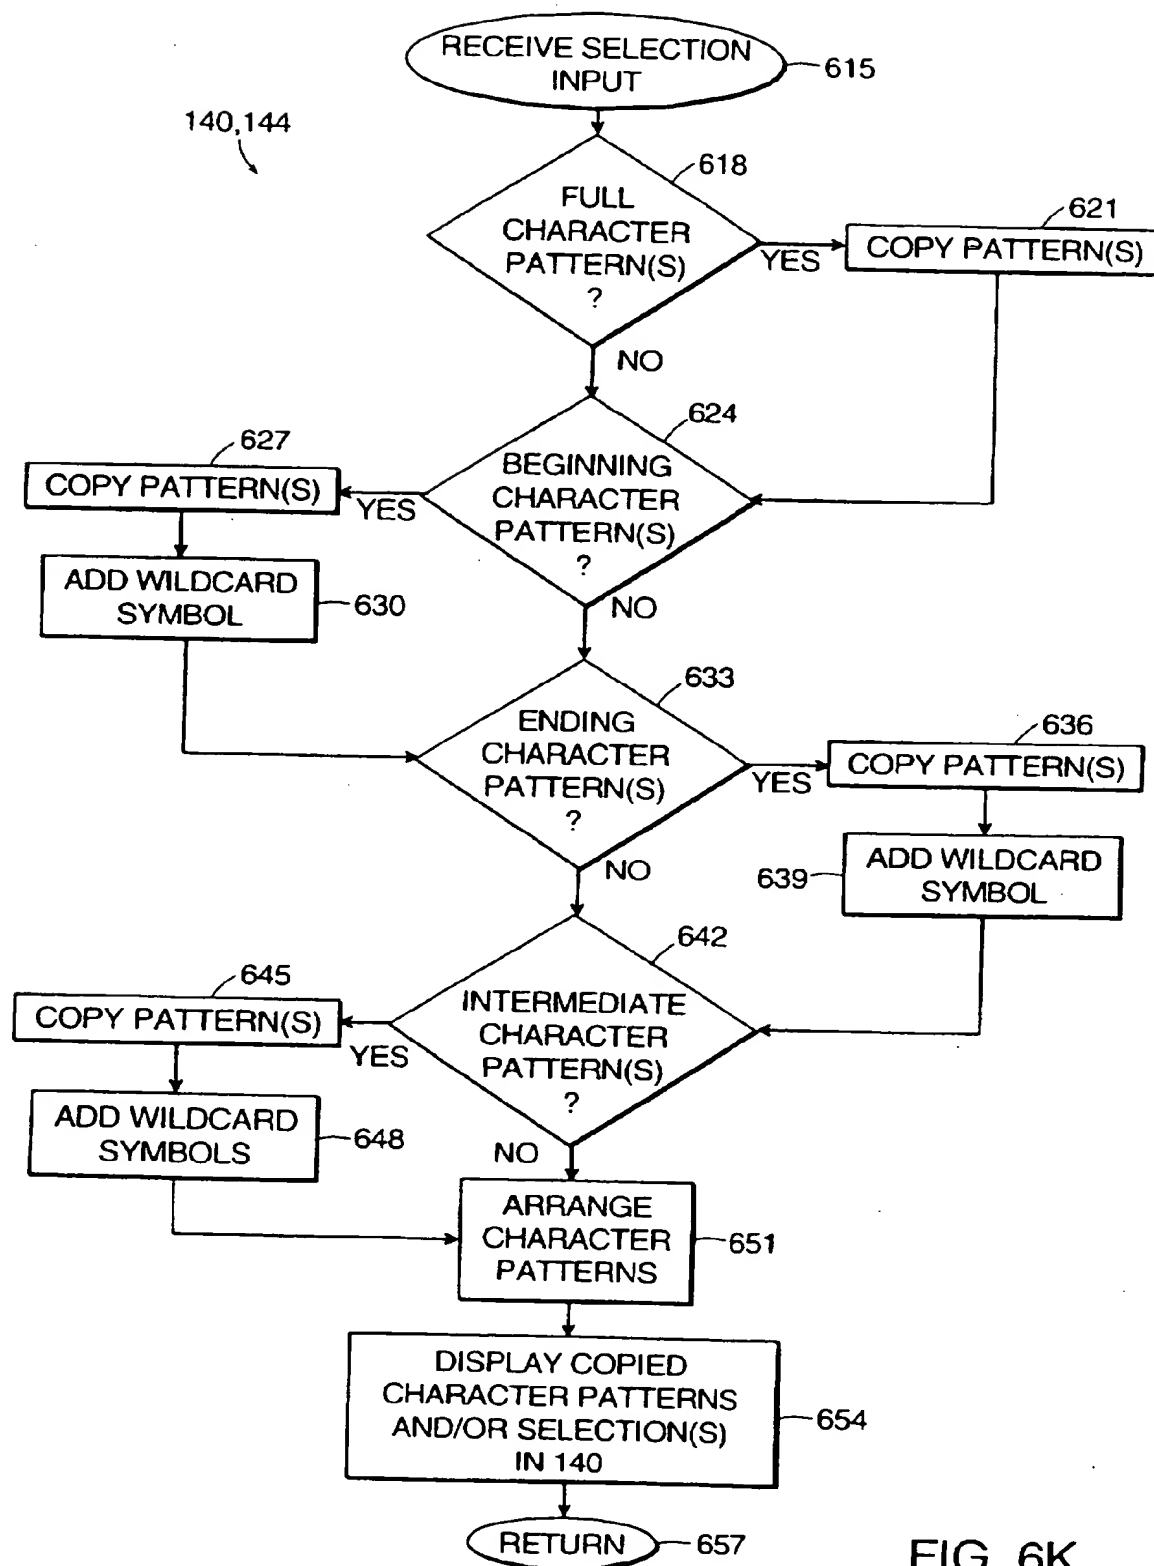 RECEIVE SELECTION
INPUT
615
140,144
618
FULL
CHARACTER
PATTERN(S)
?
YES
621
COPY PATTERN(S)
NO
624
BEGINNING
CHARACTER
PATTERN(S)
?
YES
627
COPY PATTERN(S)
ADD WILDCARD
SYMBOL
630
NO
633
ENDING
CHARACTER
PATTERN(S)
?
YES
636
COPY PATTERN(S)
ADD WILDCARD
SYMBOL
639
NO
642
INTERMEDIATE
CHARACTER
PATTERN(S)
?
YES
645
COPY PATTERN(S)
ADD WILDCARD
SYMBOLS
648
NO
ARRANGE
CHARACTER
PATTERNS
651
DISPLAY COPIED
CHARACTER PATTERNS
AND/OR SELECTION(S)
IN 140
654
RETURN
657
FIG. 6K